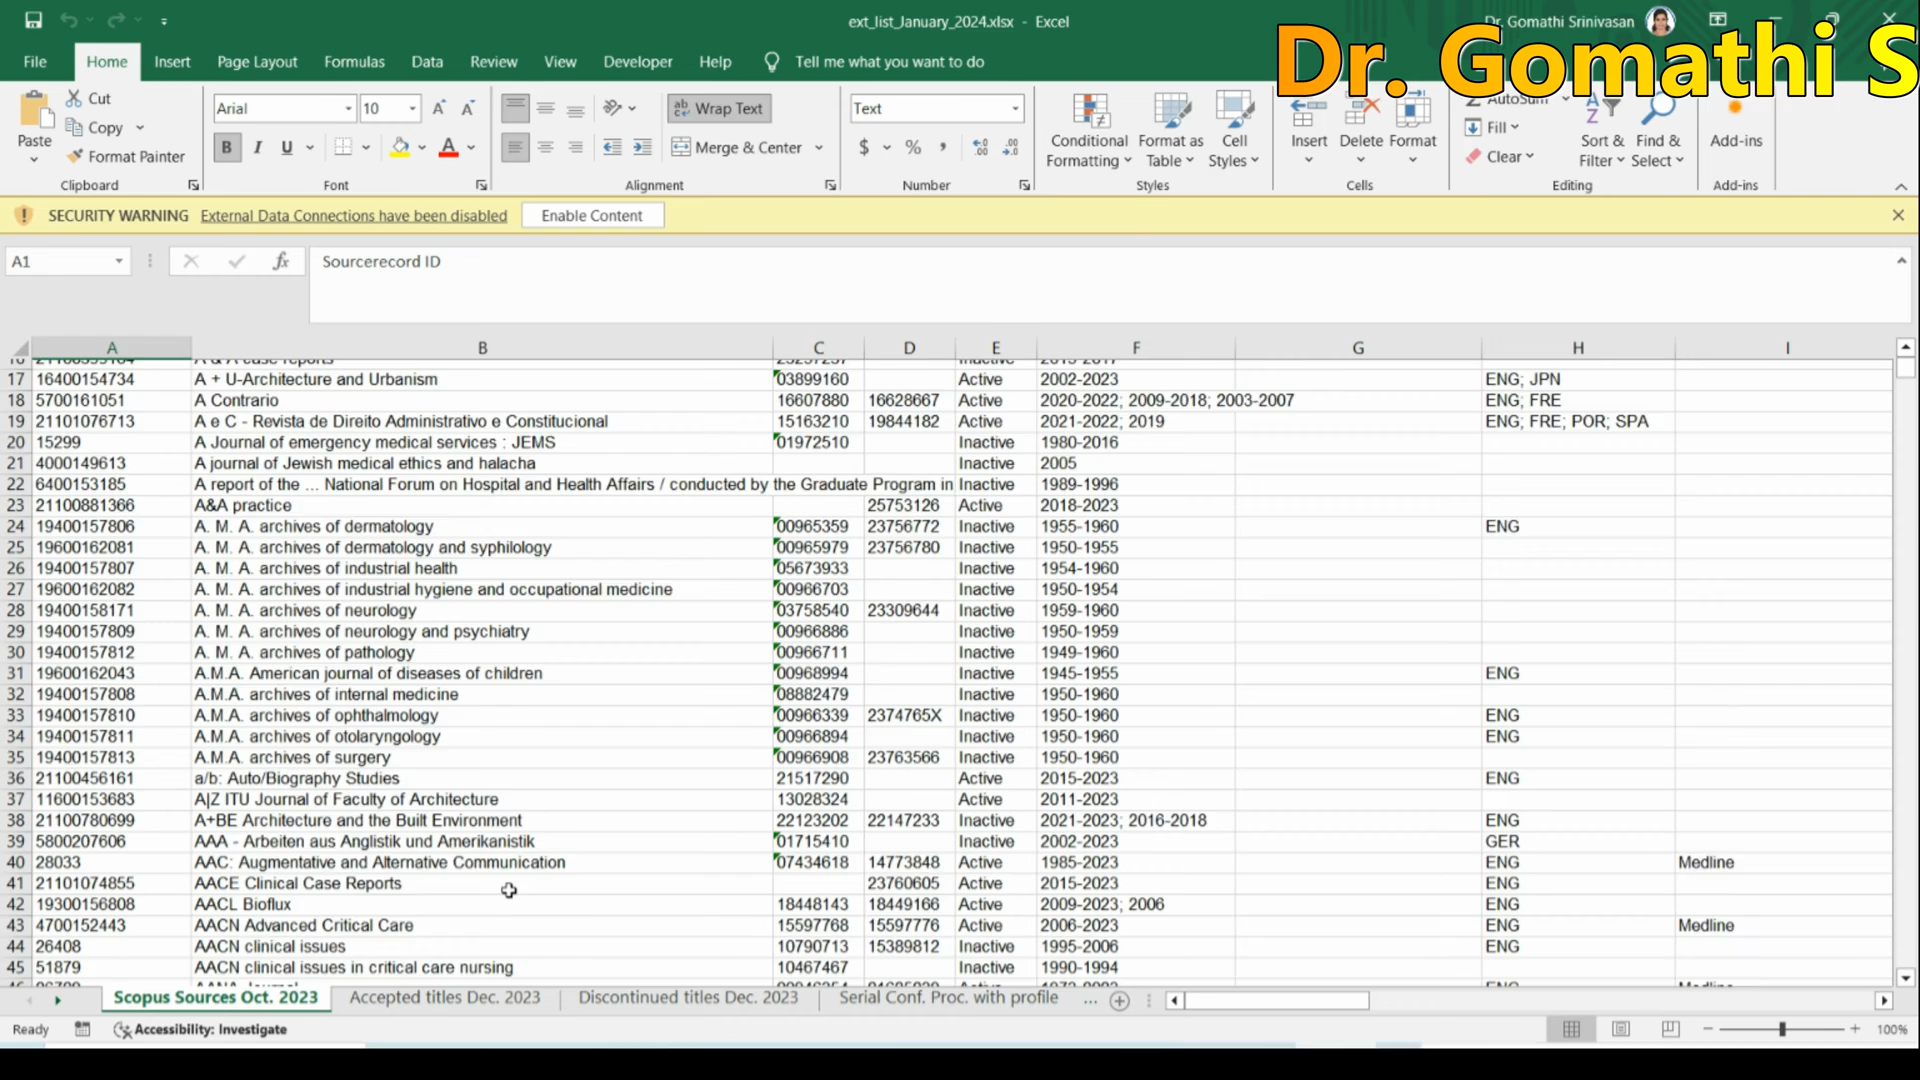 ext_list_January_2024.xlsx - Excel
Dr. Gomathi Srinivasan
Dr. Gomathi S
File Home Insert Page Layout Formulas Data Review View Developer Help Tell me what you want to do
Paste
Cut
Copy
Format Painter
Clipboard
Arial 10
B I U
Font
Wrap Text
Merge & Center
Alignment
Text
$ % ,
Number
Conditional Formatting
Format as Table
Cell Styles
Styles
Insert Delete Format
Cells
AutoSum
Fill
Clear
Sort & Filter
Find & Select
Editing
Add-ins
Add-ins
SECURITY WARNING External Data Connections have been disabled Enable Content
A1 fx Sourcerecord ID
A B C D E F G H I
17 16400154734 A + U-Architecture and Urbanism 03899160 Active 2002-2023 ENG; JPN
18 5700161051 A Contrario 16607880 16628667 Active 2020-2022; 2009-2018; 2003-2007 ENG; FRE
19 21101076713 A e C - Revista de Direito Administrativo e Constitucional 15163210 19844182 Active 2021-2022; 2019 ENG; FRE; POR; SPA
20 15299 A Journal of emergency medical services : JEMS 01972510 Inactive 1980-2016
21 4000149613 A journal of Jewish medical ethics and halacha Inactive 2005
22 6400153185 A report of the ... National Forum on Hospital and Health Affairs / conducted by the Graduate Program in Inactive 1989-1996
23 21100881366 A&A practice 25753126 Active 2018-2023
24 19400157806 A. M. A. archives of dermatology 00965359 23756772 Inactive 1955-1960 ENG
25 19600162081 A. M. A. archives of dermatology and syphilology 00965979 23756780 Inactive 1950-1955
26 19400157807 A. M. A. archives of industrial health 05673933 Inactive 1954-1960
27 19600162082 A. M. A. archives of industrial hygiene and occupational medicine 00966703 Inactive 1950-1954
28 19400158171 A. M. A. archives of neurology 03758540 23309644 Inactive 1959-1960
29 19400157809 A. M. A. archives of neurology and psychiatry 00966886 Inactive 1950-1959
30 19400157812 A. M. A. archives of pathology 00966711 Inactive 1949-1960
31 19600162043 A.M.A. American journal of diseases of children 00968994 Inactive 1945-1955 ENG
32 19400157808 A.M.A. archives of internal medicine 08882479 Inactive 1950-1960
33 19400157810 A.M.A. archives of ophthalmology 00966339 2374765X Inactive 1950-1960 ENG
34 19400157811 A.M.A. archives of otolaryngology 00966894 Inactive 1950-1960 ENG
35 19400157813 A.M.A. archives of surgery 00966908 23763566 Inactive 1950-1960
36 21100456161 a/b: Auto/Biography Studies 21517290 Active 2015-2023 ENG
37 11600153683 A|Z ITU Journal of Faculty of Architecture 13028324 Active 2011-2023
38 21100780699 A+BE Architecture and the Built Environment 22123202 22147233 Inactive 2021-2023; 2016-2018 ENG
39 5800207606 AAA - Arbeiten aus Anglistik und Amerikanistik 01715410 Inactive 2002-2023 GER
40 28033 AAC: Augmentative and Alternative Communication 07434618 14773848 Active 1985-2023 ENG Medline
41 21101074855 AACE Clinical Case Reports 23760605 Active 2015-2023 ENG
42 19300156808 AACL Bioflux 18448143 18449166 Active 2009-2023; 2006 ENG
43 4700152443 AACN Advanced Critical Care 15597768 15597776 Active 2006-2023 ENG Medline
44 26408 AACN clinical issues 10790713 15389812 Inactive 1995-2006 ENG
45 51879 AACN clinical issues in critical care nursing 10467467 Inactive 1990-1994
Scopus Sources Oct. 2023 Accepted titles Dec. 2023 Discontinued titles Dec. 2023 Serial Conf. Proc. with profile ...
Ready Accessibility: Investigate 100%